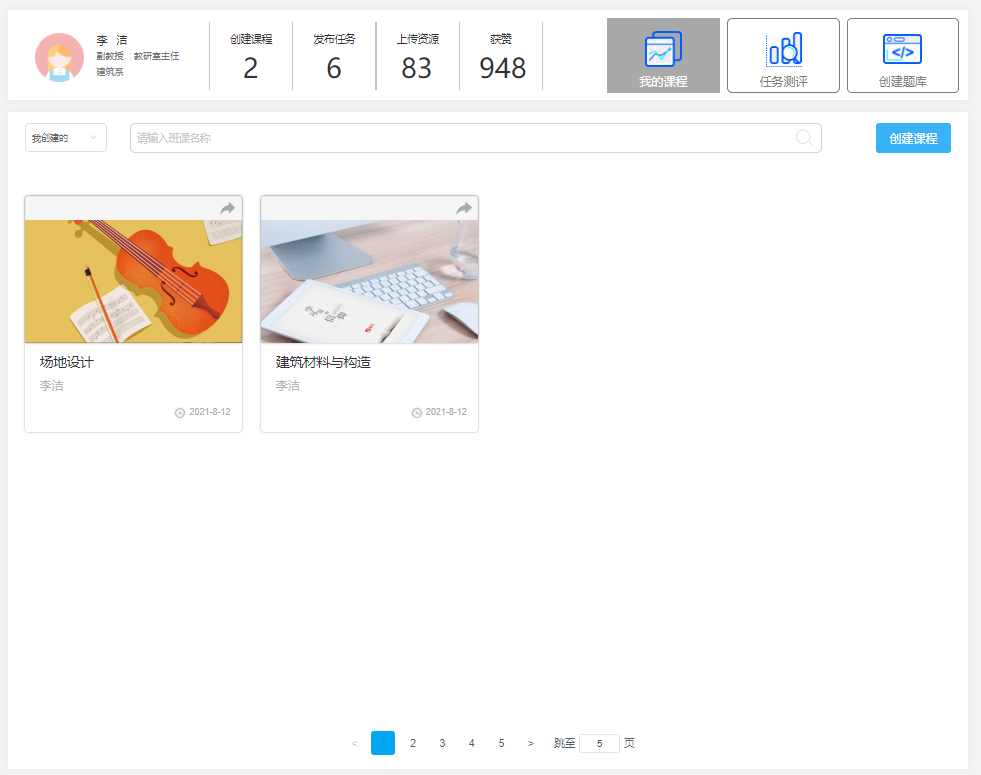 李 洁
副教授 教研室主任
建筑系
创建课程
2
发布任务
6
上传资源
83
获赞
948
我的课程
任务测评
创建题库
我创建的
请输入班课名称
创建课程
场地设计
李洁
2021-8-12
建筑材料与构造
李洁
2021-8-12
< 1 2 3 4 5 > 跳至 5 页